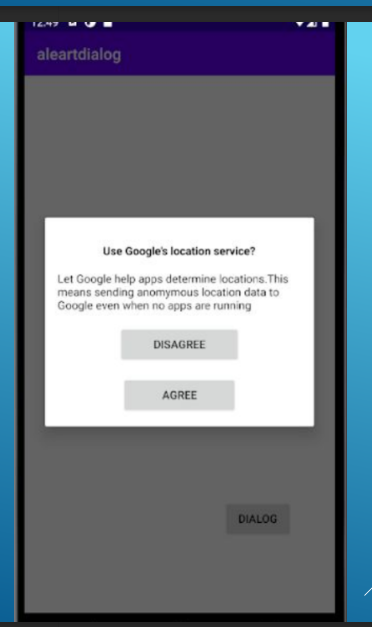 12:49
aleartdialog
Use Google's location service?
Let Google help apps determine locations.This
means sending anomymous location data to
Google even when no apps are running
DISAGREE
AGREE
DIALOG